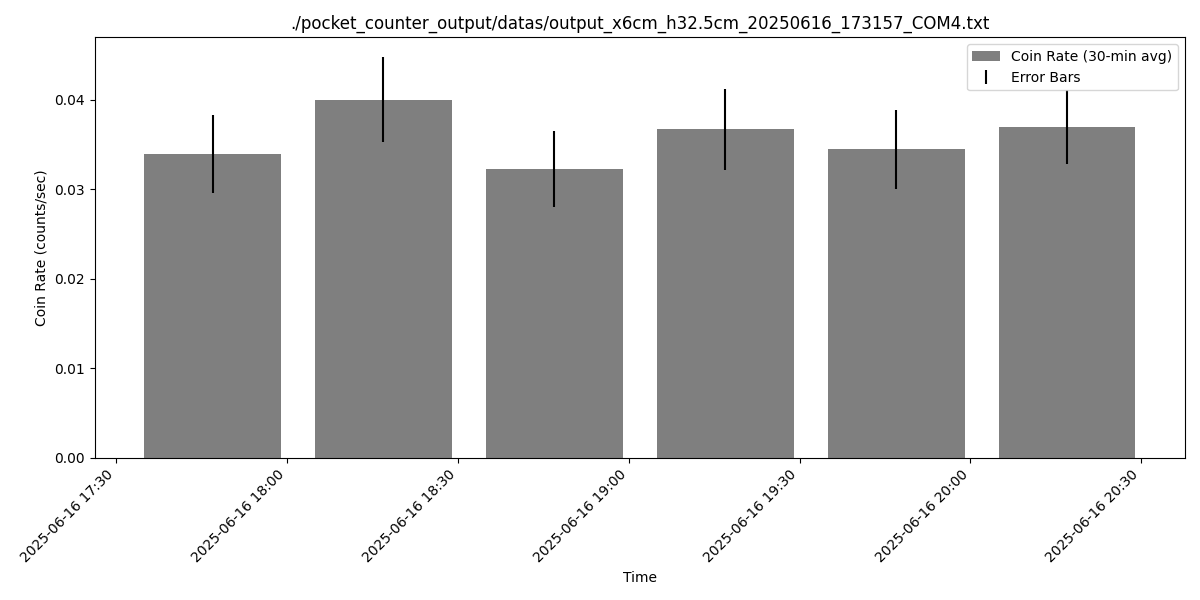 ./pocket_counter_output/datas/output_x6cm_h32.5cm_20250616_173157_COM4.txt
Coin Rate (30-min avg)
Error Bars
Coin Rate (counts/sec)
0.04
0.03
0.02
0.01
0.00
2025-06-16 17:30
2025-06-16 18:00
2025-06-16 18:30
2025-06-16 19:00
2025-06-16 19:30
2025-06-16 20:00
2025-06-16 20:30
Time